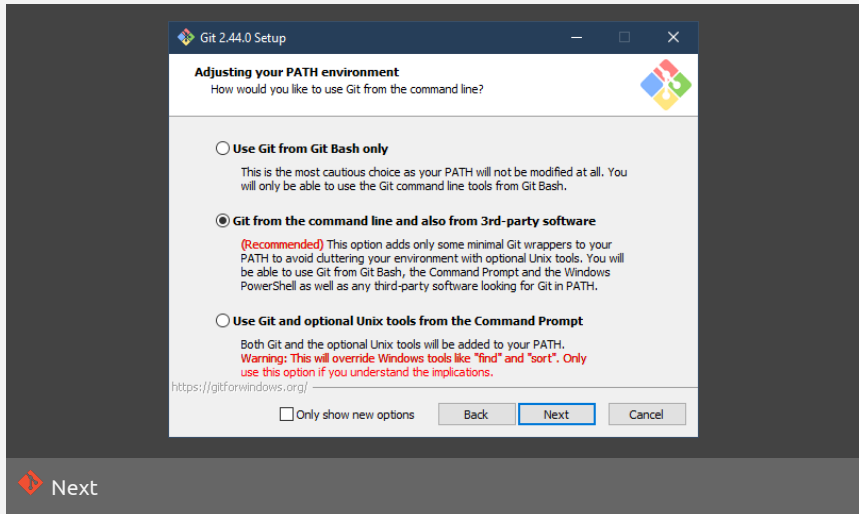 Git 2.44.0 Setup
Adjusting your PATH environment
How would you like to use Git from the command line?
Use Git from Git Bash only
This is the most cautious choice as your PATH will not be modified at all. You
will only be able to use the Git command line tools from Git Bash.
Git from the command line and also from 3rd-party software
(Recommended) This option adds only some minimal Git wrappers to your
PATH to avoid cluttering your environment with optional Unix tools. You will
be able to use Git from Git Bash, the Command Prompt and the Windows
PowerShell as well as any third-party software looking for Git in PATH.
Use Git and optional Unix tools from the Command Prompt
Both Git and the optional Unix tools will be added to your PATH.
Warning: This will override Windows tools like "find" and "sort". Only
use this option if you understand the implications.
https://gitforwindows.org/
Only show new options
Back
Next
Cancel
Next